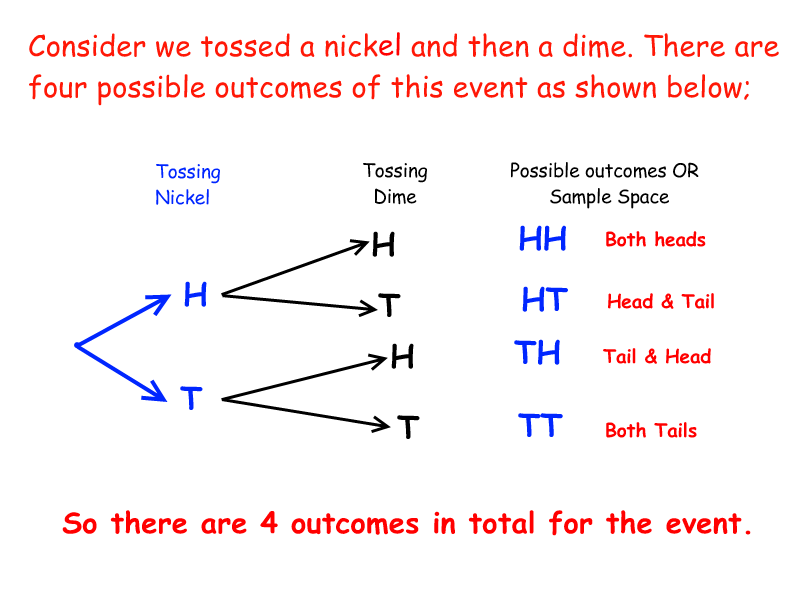 Consider we tossed a nickel and then a dime. There are
four possible outcomes of this event as shown below;
Tossing
Nickel
Tossing
Dime
Possible outcomes OR
Sample Space
H
T
H
T
H
T
HH Both heads
HT Head & Tail
TH Tail & Head
TT Both Tails
So there are 4 outcomes in total for the event.